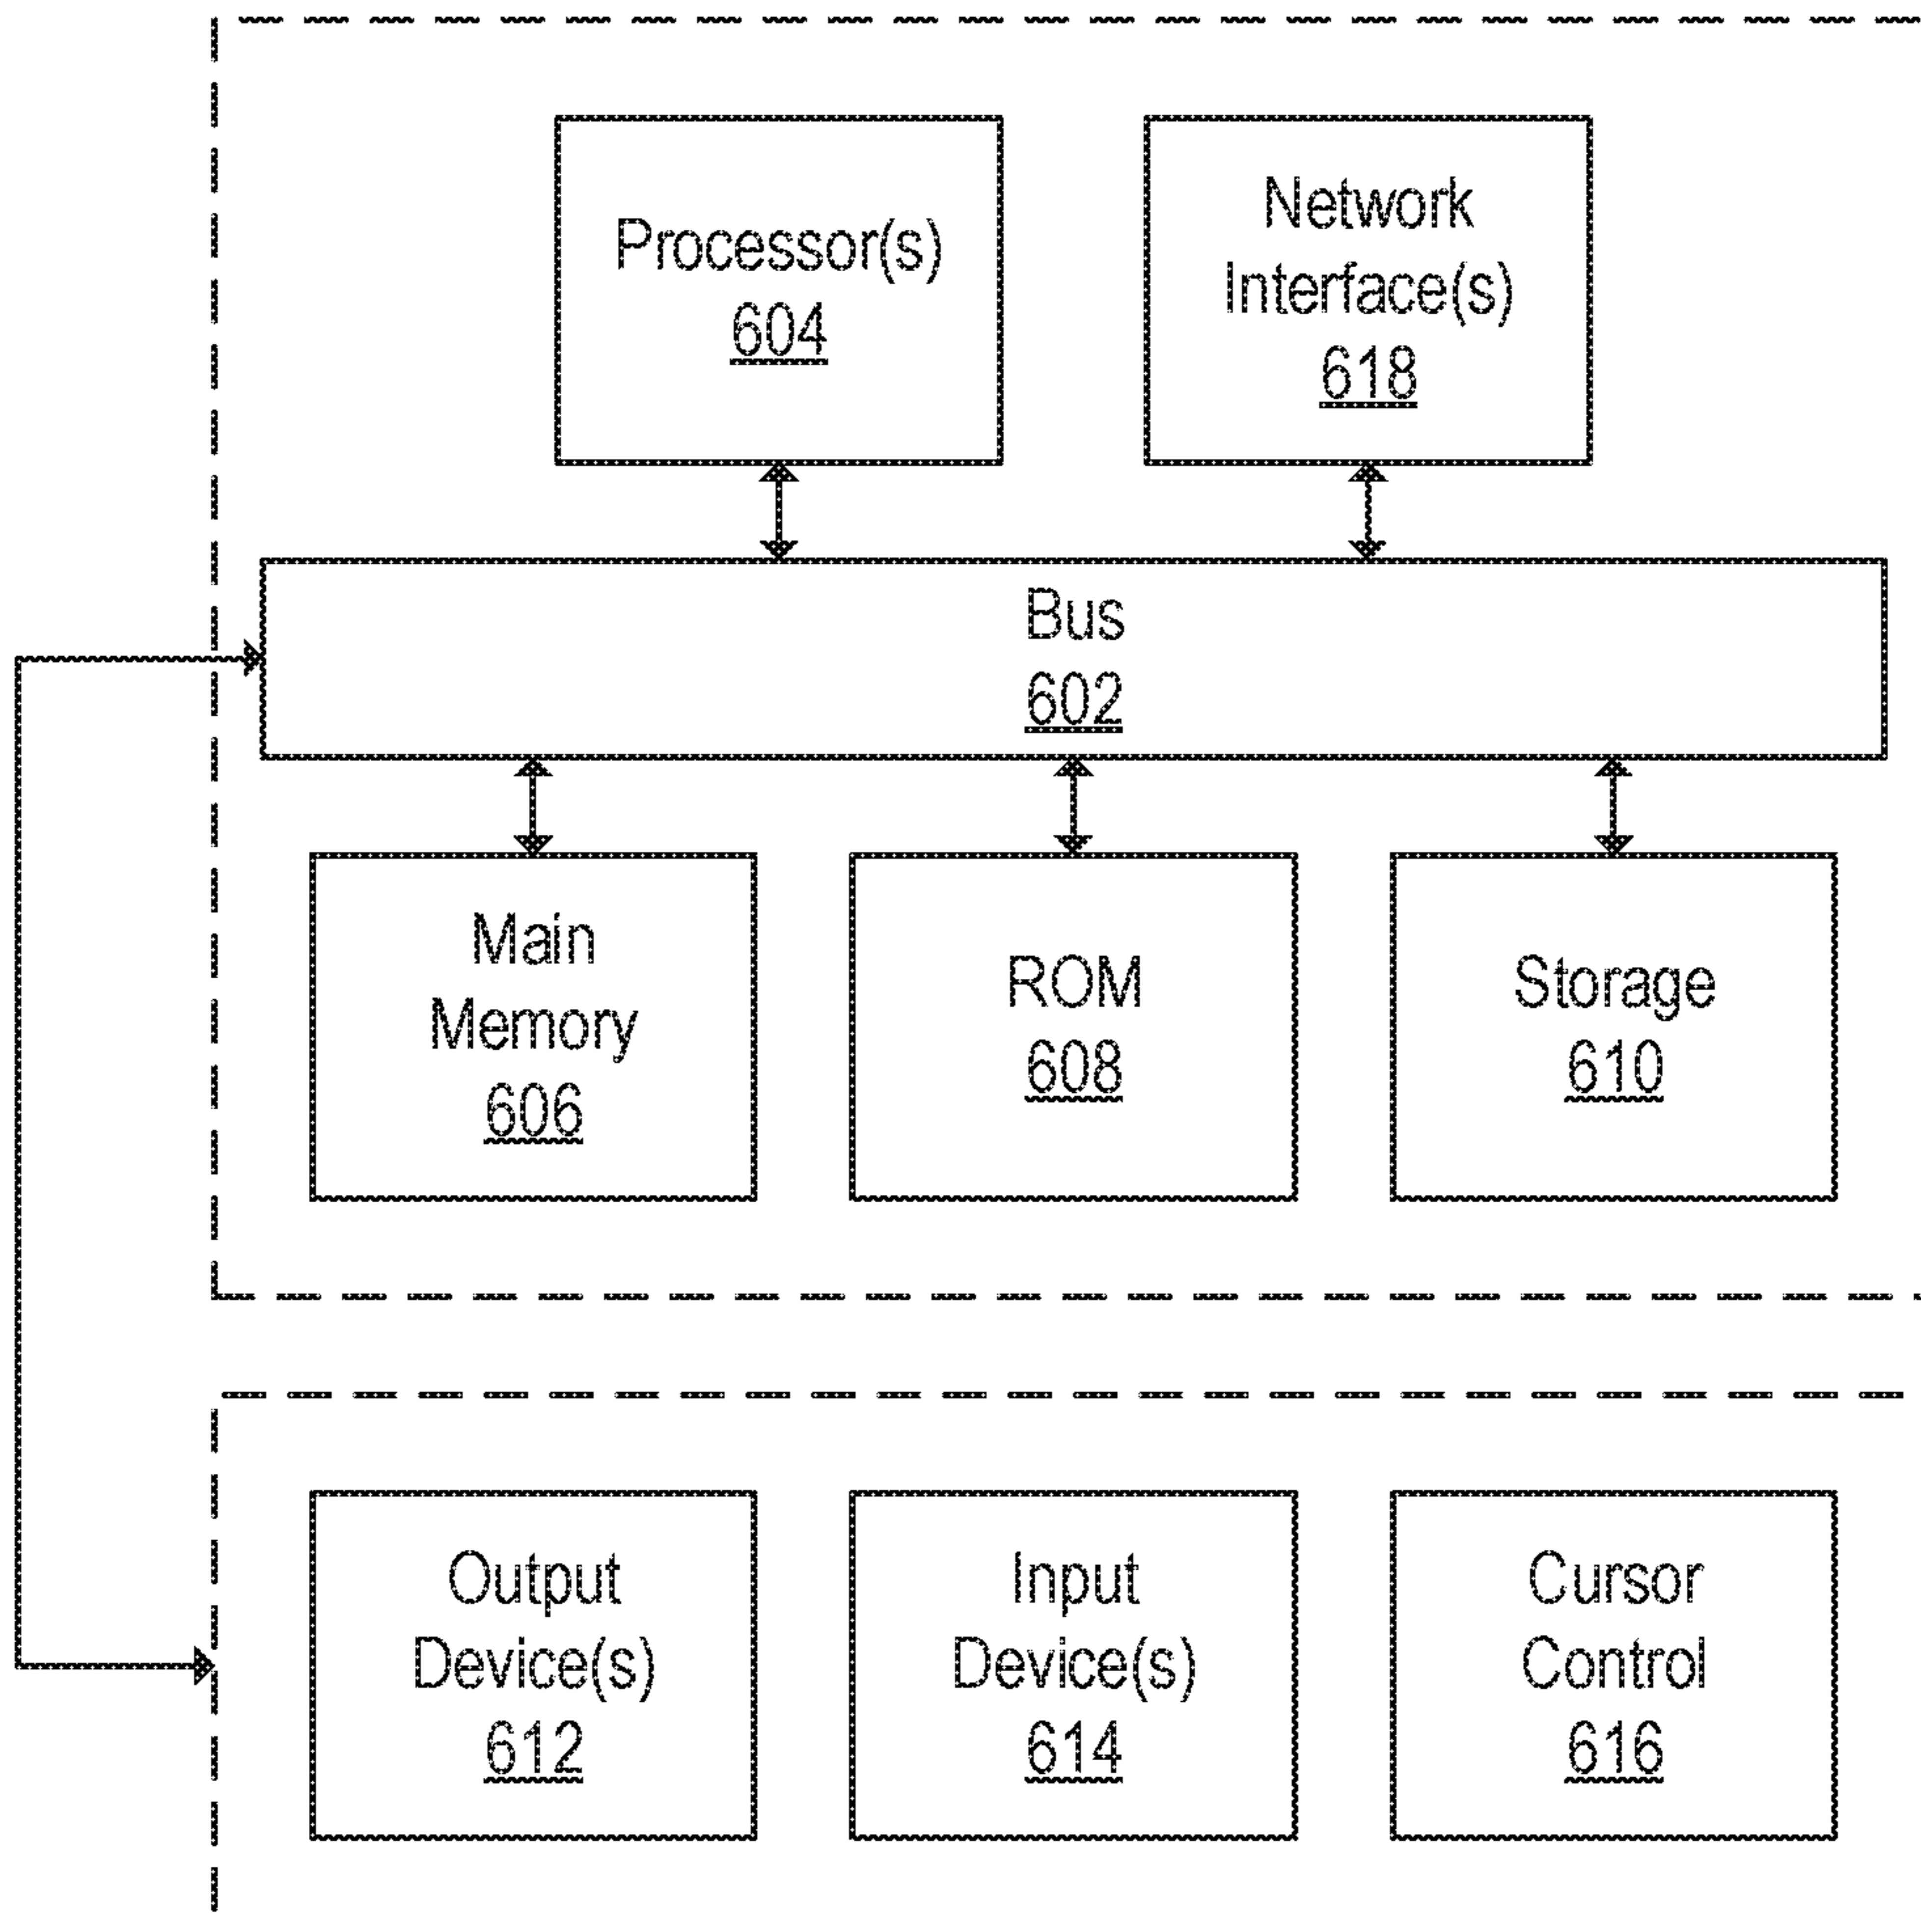 Processor(s)
604
Network
Interface(s)
618
Bus
602
Main
Memory
606
ROM
608
Storage
610
Output
Device(s)
612
Input
Device(s)
614
Cursor
Control
616